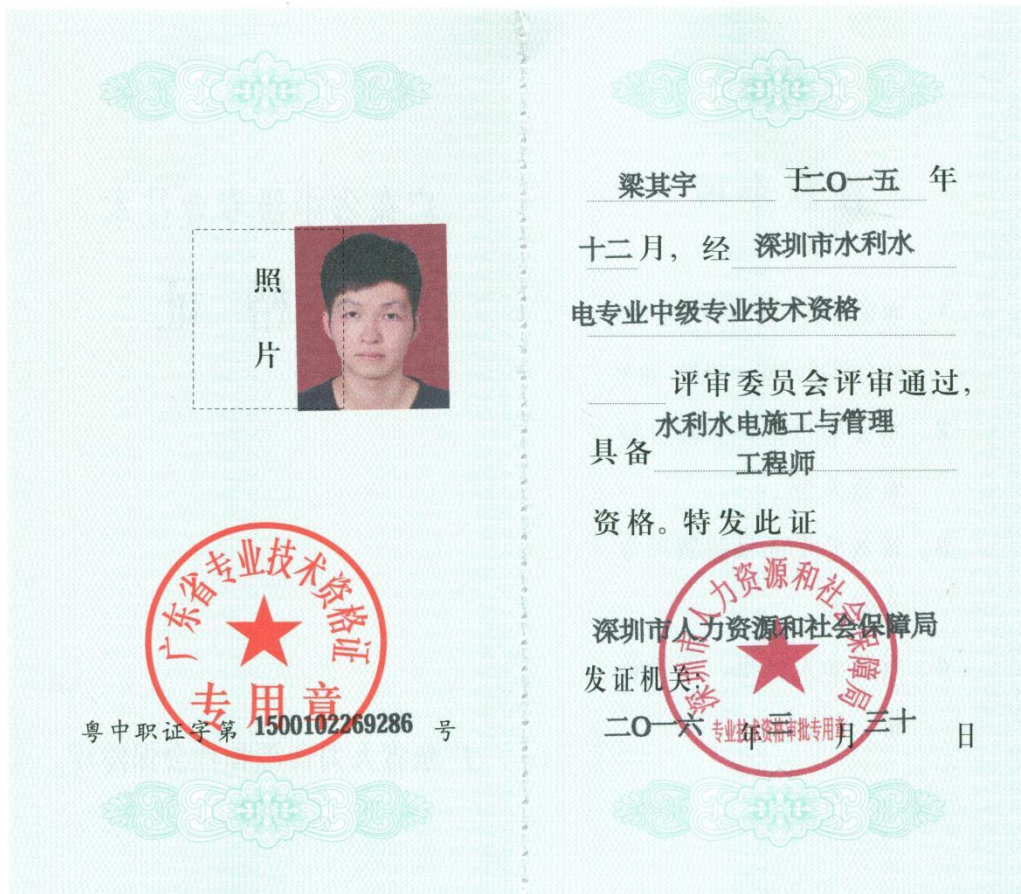 照
片
广东省专业技术资格证
专用章
粤中职证字第 1500102269286 号
梁其宇 于二O一五 年
十二月，经 深圳市水利水
电专业中级专业技术资格
评审委员会评审通过，
水利水电施工与管理
具备
工程师
资格。特发此证
深圳市人力资源和社会保障局
深圳市人力资源和社会保障局
发证机关：
二O一六 年 三 月 三十 日
专业技术资格审批专用章